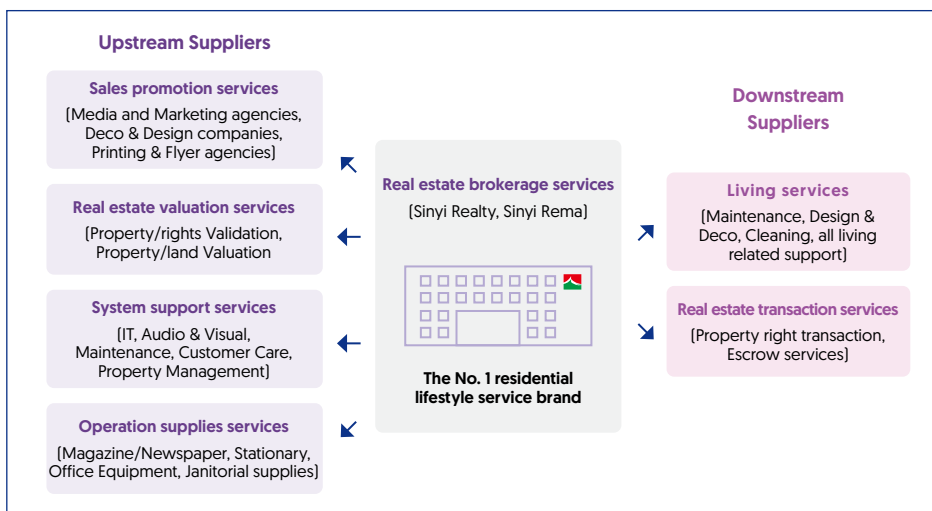 Upstream Suppliers
Sales promotion services
(Media and Marketing agencies,
Deco & Design companies,
Printing & Flyer agencies)
Real estate valuation services
(Property/rights Validation,
Property/land Valuation
System support services
(IT, Audio & Visual,
Maintenance, Customer Care,
Property Management)
Operation supplies services
(Magazine/Newspaper, Stationary,
Office Equipment, Janitorial supplies)
Real estate brokerage services
(Sinyi Realty, Sinyi Rema)
The No. 1 residential
lifestyle service brand
Downstream
Suppliers
Living services
(Maintenance, Design &
Deco, Cleaning, all living
related support)
Real estate transaction services
(Property right transaction,
Escrow services)